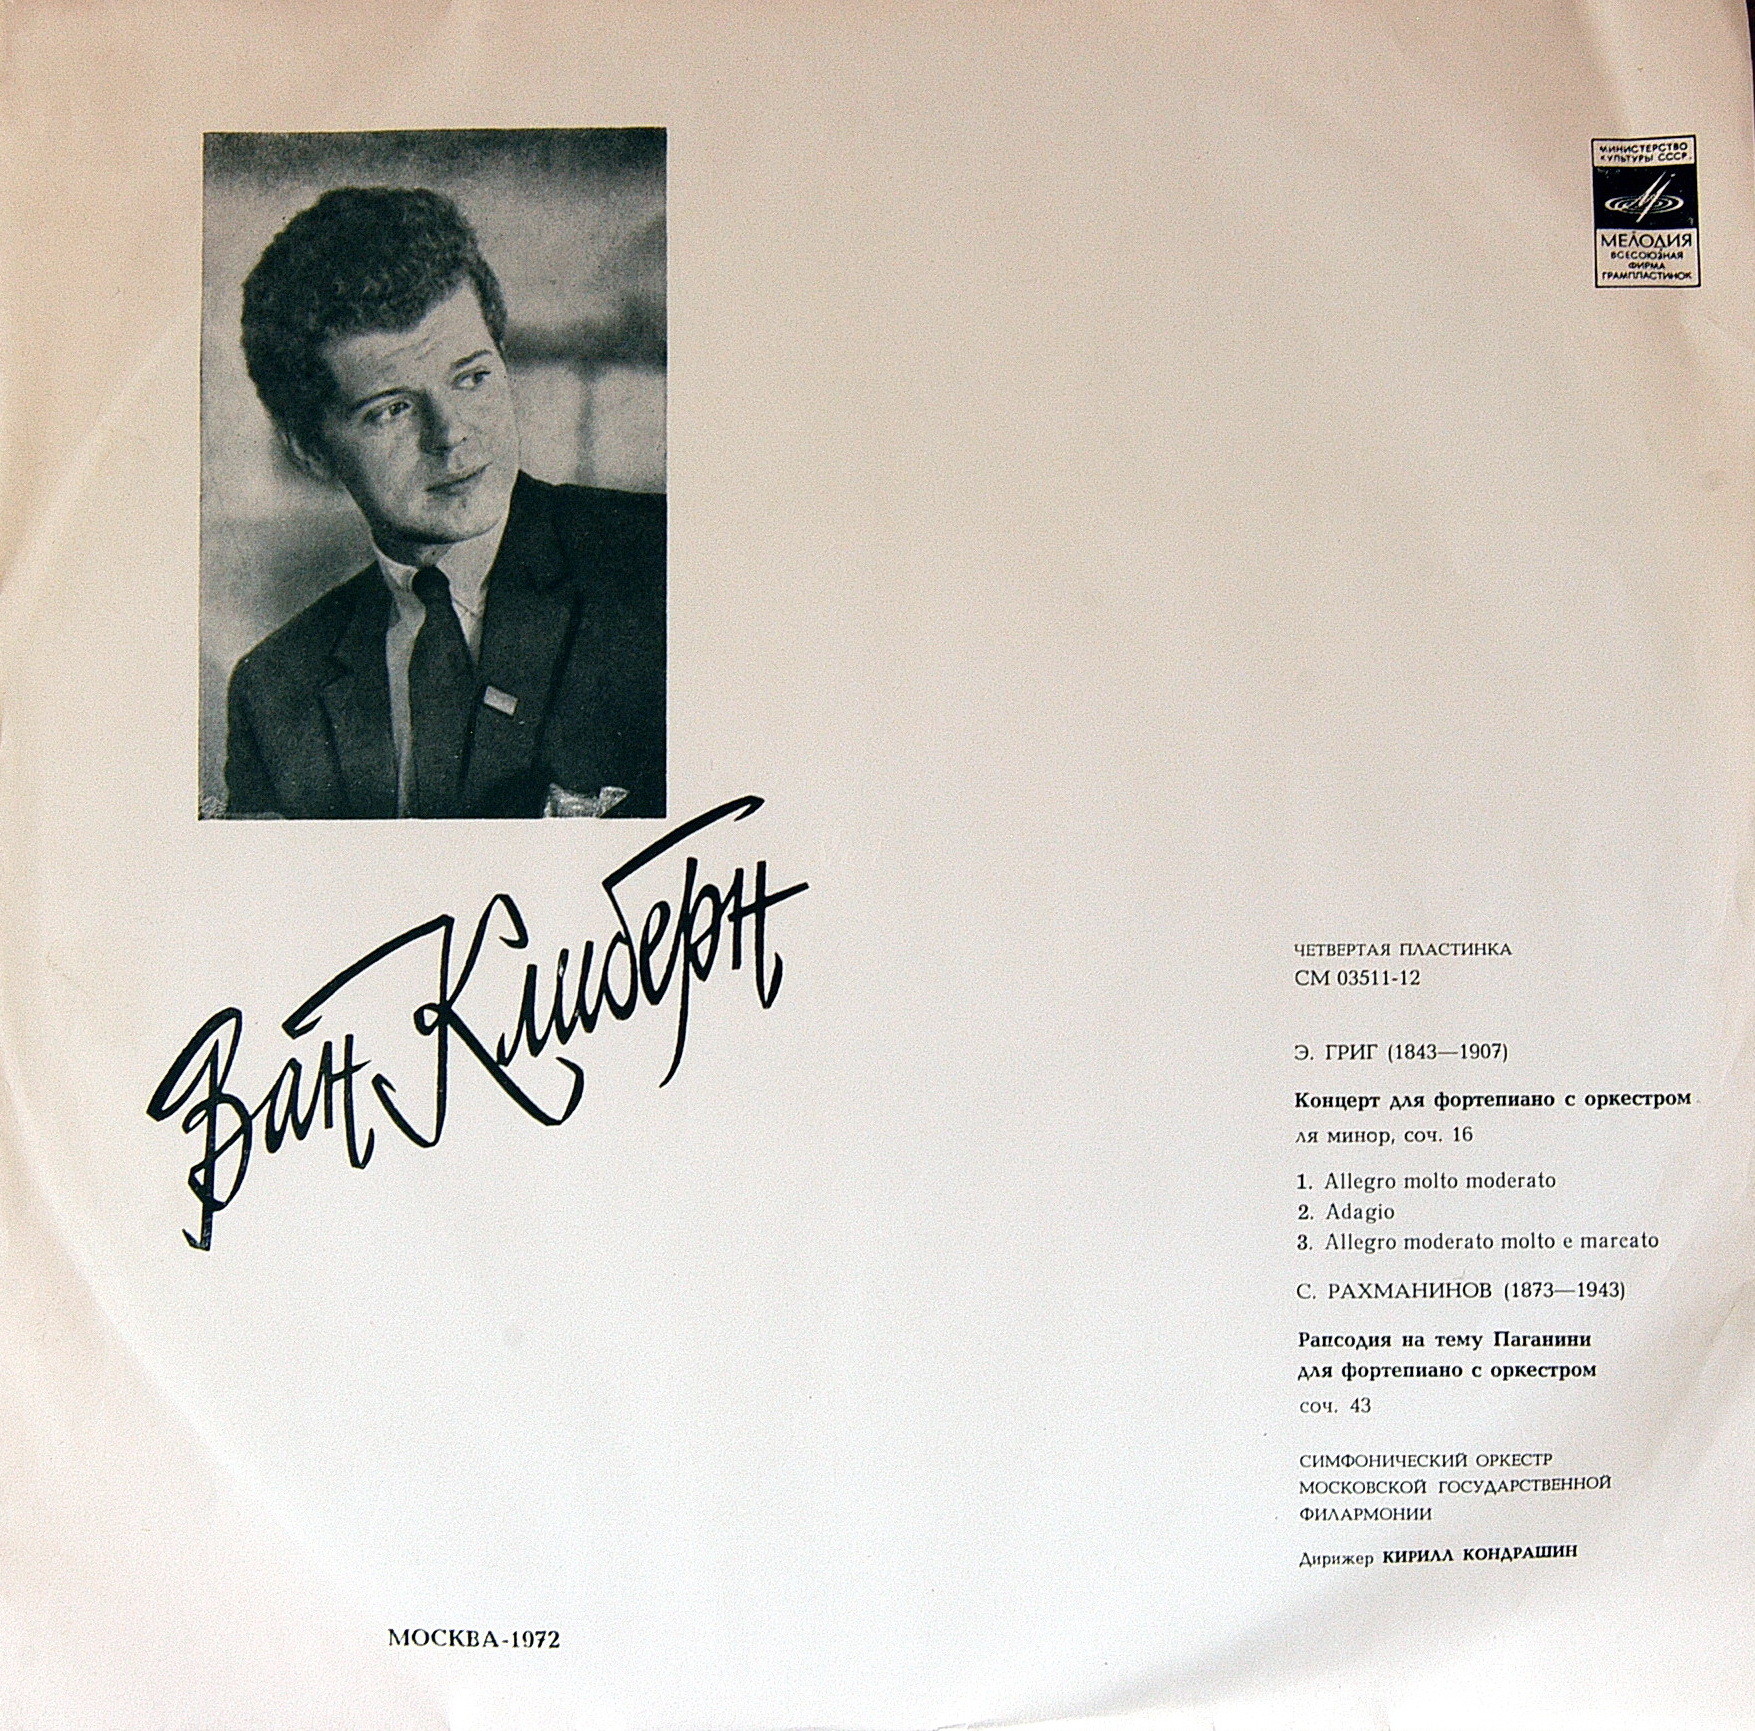 МИНИСТЕРСТВО
КУЛЬТУРЫ СССР
МЕЛОДИЯ
ВСЕСОЮЗНАЯ
ФИРМА
ГРАМПЛАСТИНОК
Ван Клиберн
ЧЕТВЕРТАЯ ПЛАСТИНКА
СМ 03511-12
Э. ГРИГ (1843—1907)
Концерт для фортепиано с оркестром
ля минор, соч. 16
1. Allegro molto moderato
2. Adagio
3. Allegro moderato molto e marcato
С. РАХМАНИНОВ (1873—1943)
Рапсодия на тему Паганини
для фортепиано с оркестром
соч. 43
СИМФОНИЧЕСКИЙ ОРКЕСТР
МОСКОВСКОЙ ГОСУДАРСТВЕННОЙ
ФИЛАРМОНИИ
Дирижер КИРИЛЛ КОНДРАШИН
МОСКВА-1972